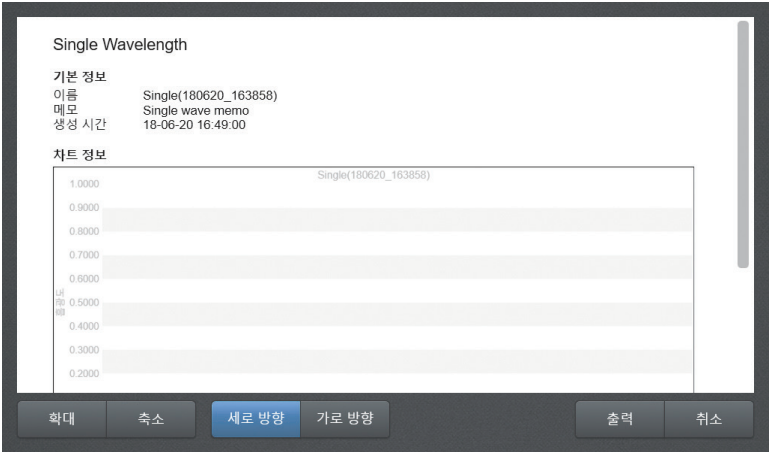 Single Wavelength
기본 정보
이름 Single(180620_163858)
메모 Single wave memo
생성 시간 18-06-20 16:49:00
차트 정보
Single(180620_163858)
1.0000
0.9000
0.8000
0.7000
0.6000
흡광도
0.5000
0.4000
0.3000
0.2000
확대 축소 세로 방향 가로 방향 출력 취소